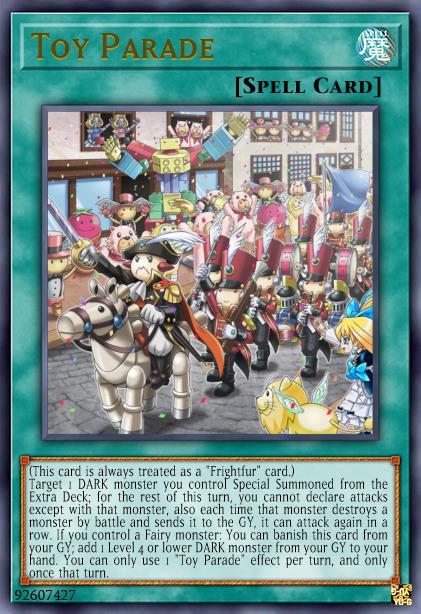 Toy Parade
[Spell Card]
(This card is always treated as a "Frightfur" card.)
Target 1 DARK monster you control Special Summoned from the
Extra Deck; for the rest of this turn, you cannot declare attacks
except with that monster, also each time that monster destroys a
monster by battle and sends it to the GY, it can attack again in a
row. If you control a Fairy monster: You can banish this card from
your GY; add 1 Level 4 or lower DARK monster from your GY to your
hand. You can only use 1 "Toy Parade" effect per turn, and only
once that turn.
92607427